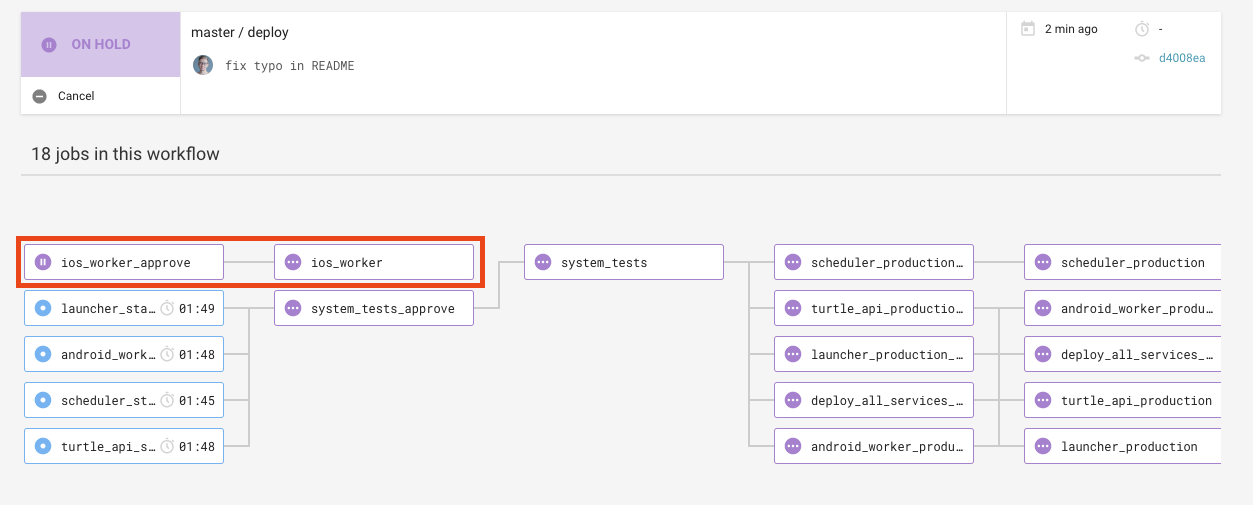 ON HOLD
Cancel
master / deploy
fix typo in README
2 min ago
-
d4008ea
18 jobs in this workflow
ios_worker_approve
ios_worker
system_tests
scheduler_production…
scheduler_production
launcher_sta… 01:49
system_tests_approve
turtle_api_productio…
android_worker_produ…
android_work… 01:48
launcher_production_…
deploy_all_services_…
scheduler_st… 01:45
deploy_all_services_…
turtle_api_production
turtle_api_s… 01:48
android_worker_produ…
launcher_production